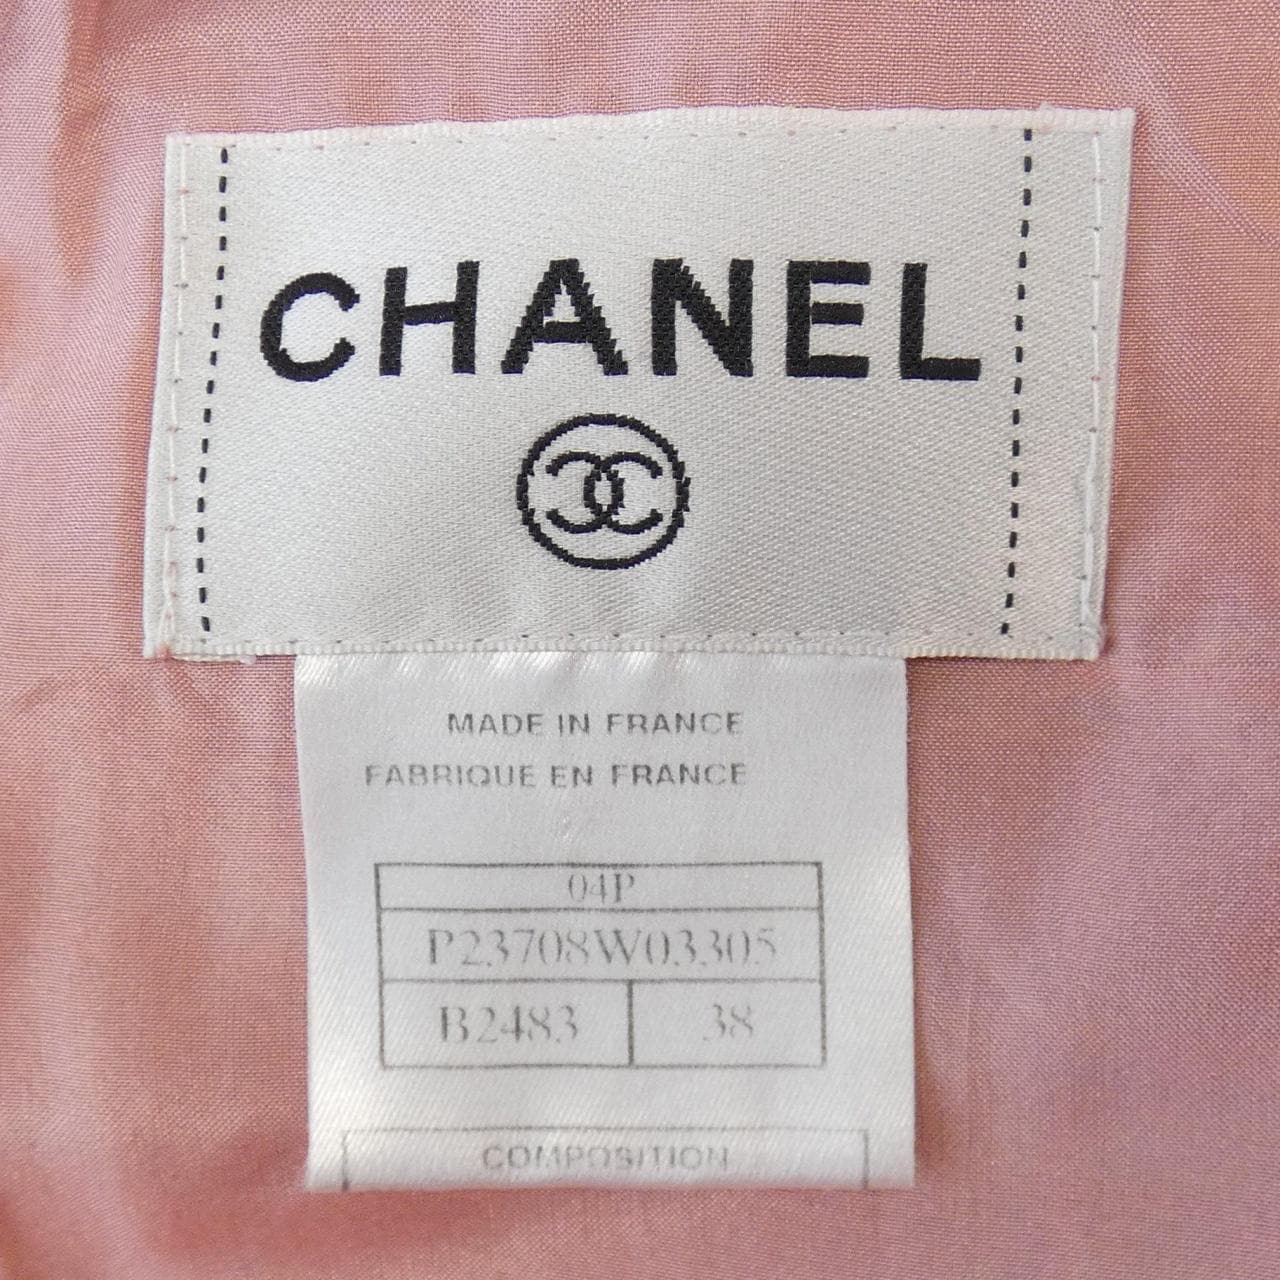 CHANEL
MADE IN FRANCE
FABRIQUE EN FRANCE
04P
P23708W03305
B2483 38
COMPOSITION